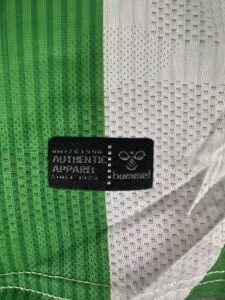 AUTHENTIC
APPAREL
SINCE 1923
hummel